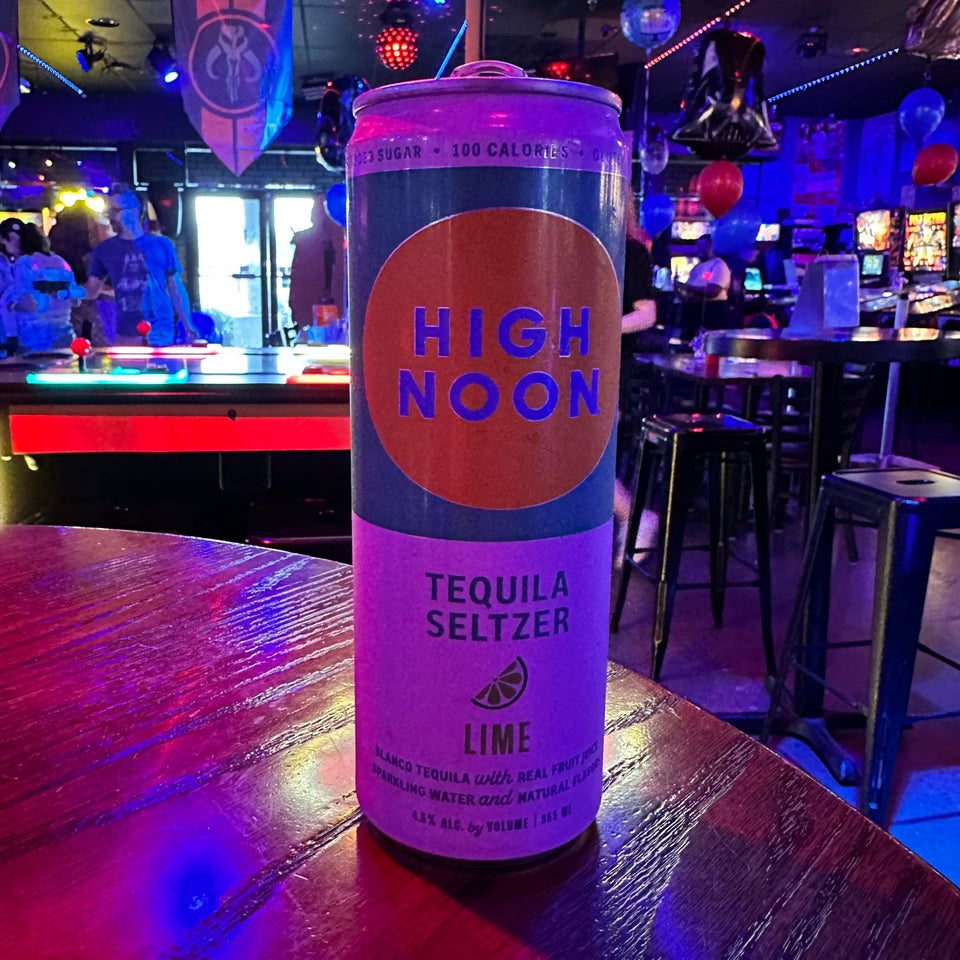 SUGAR • 100 CALORIES •
HIGH
NOON
TEQUILA
SELTZER
LIME
BLANCO TEQUILA with REAL FRUIT JUICE
SPARKLING WATER and NATURAL FLAVORS
4.5% ALC. by VOLUME | 355 ML